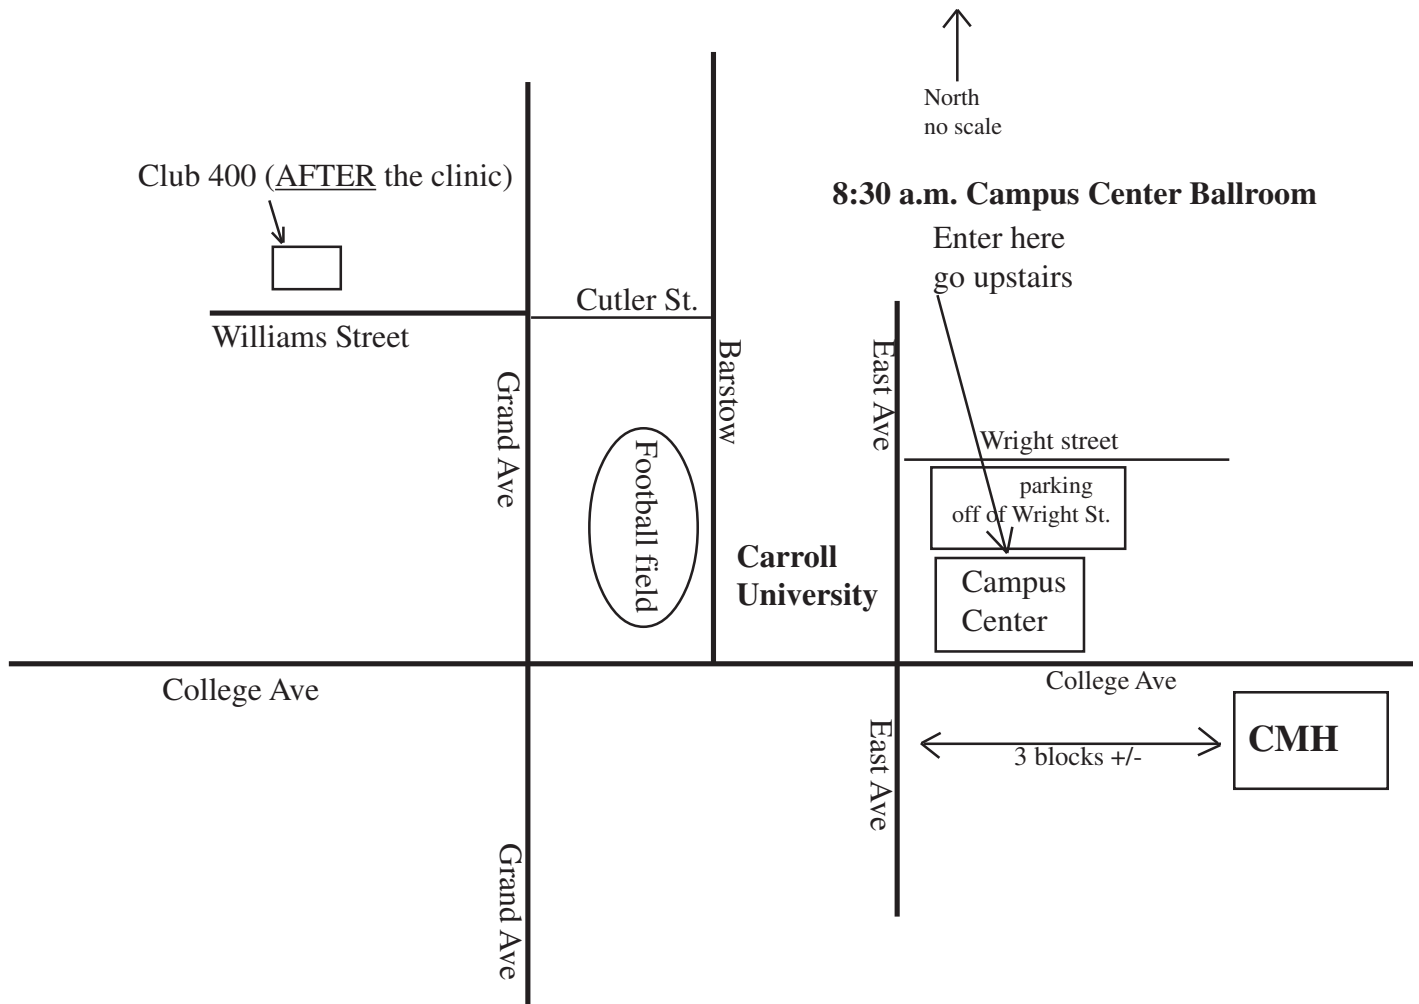 North
no scale
Club 400 (AFTER the clinic)
8:30 a.m. Campus Center Ballroom
Enter here
go upstairs
Cutler St.
Williams Street
Barstow
East Ave
Grand Ave
Wright street
Football field
parking
off of Wright St.
Carroll
University
Campus
Center
College Ave
College Ave
East Ave
3 blocks +/-
CMH
Grand Ave